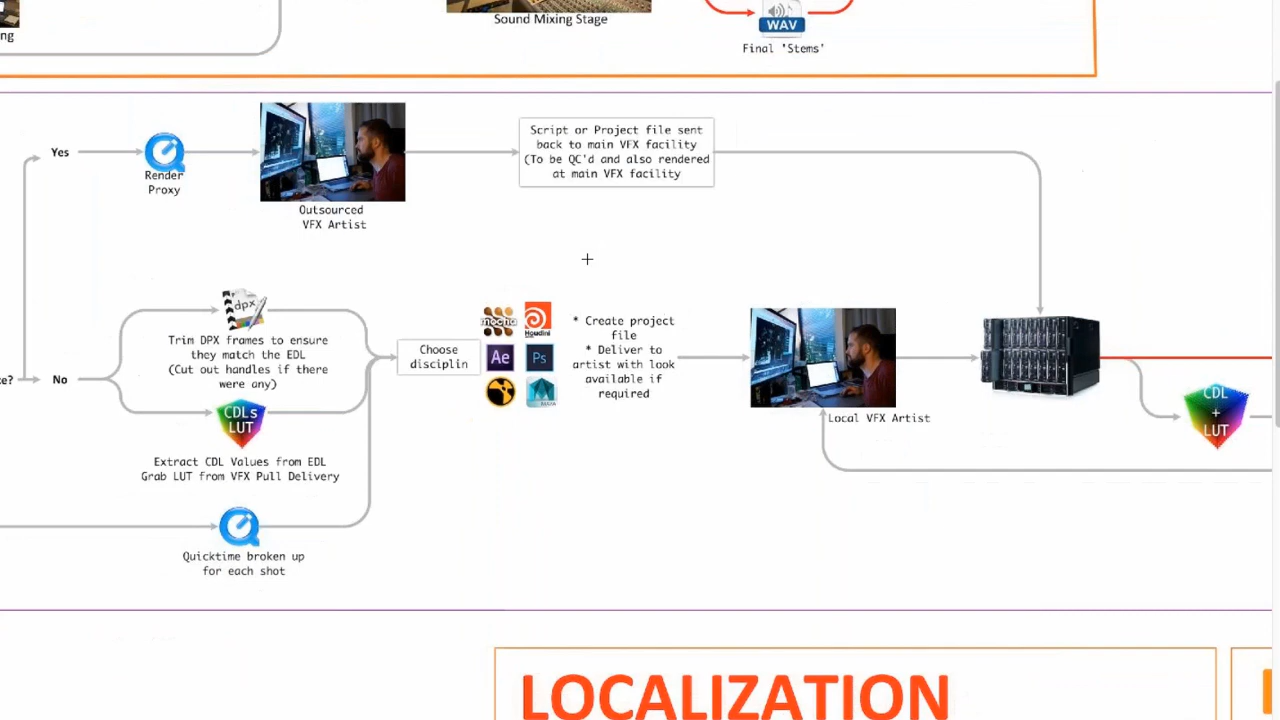 ng
Sound Mixing Stage
WAV
Final 'Stems'
Yes
Render
Proxy
Outsourced
VFX Artist
Script or Project file sent
back to main VFX facility
(To be QC'd and also rendered
at main VFX facility
dpx
Trim DPX frames to ensure
they match the EDL
(Cut out handles if there
were any)
e?
No
CDLs
LUT
Extract CDL Values from EDL
Grab LUT from VFX Pull Delivery
Quicktime broken up
for each shot
Choose
disciplin
mocha
Houdini
Ae
Ps
* Create project
file
* Deliver to
artist with look
available if
required
Local VFX Artist
CDL
+
LUT
LOCALIZATION